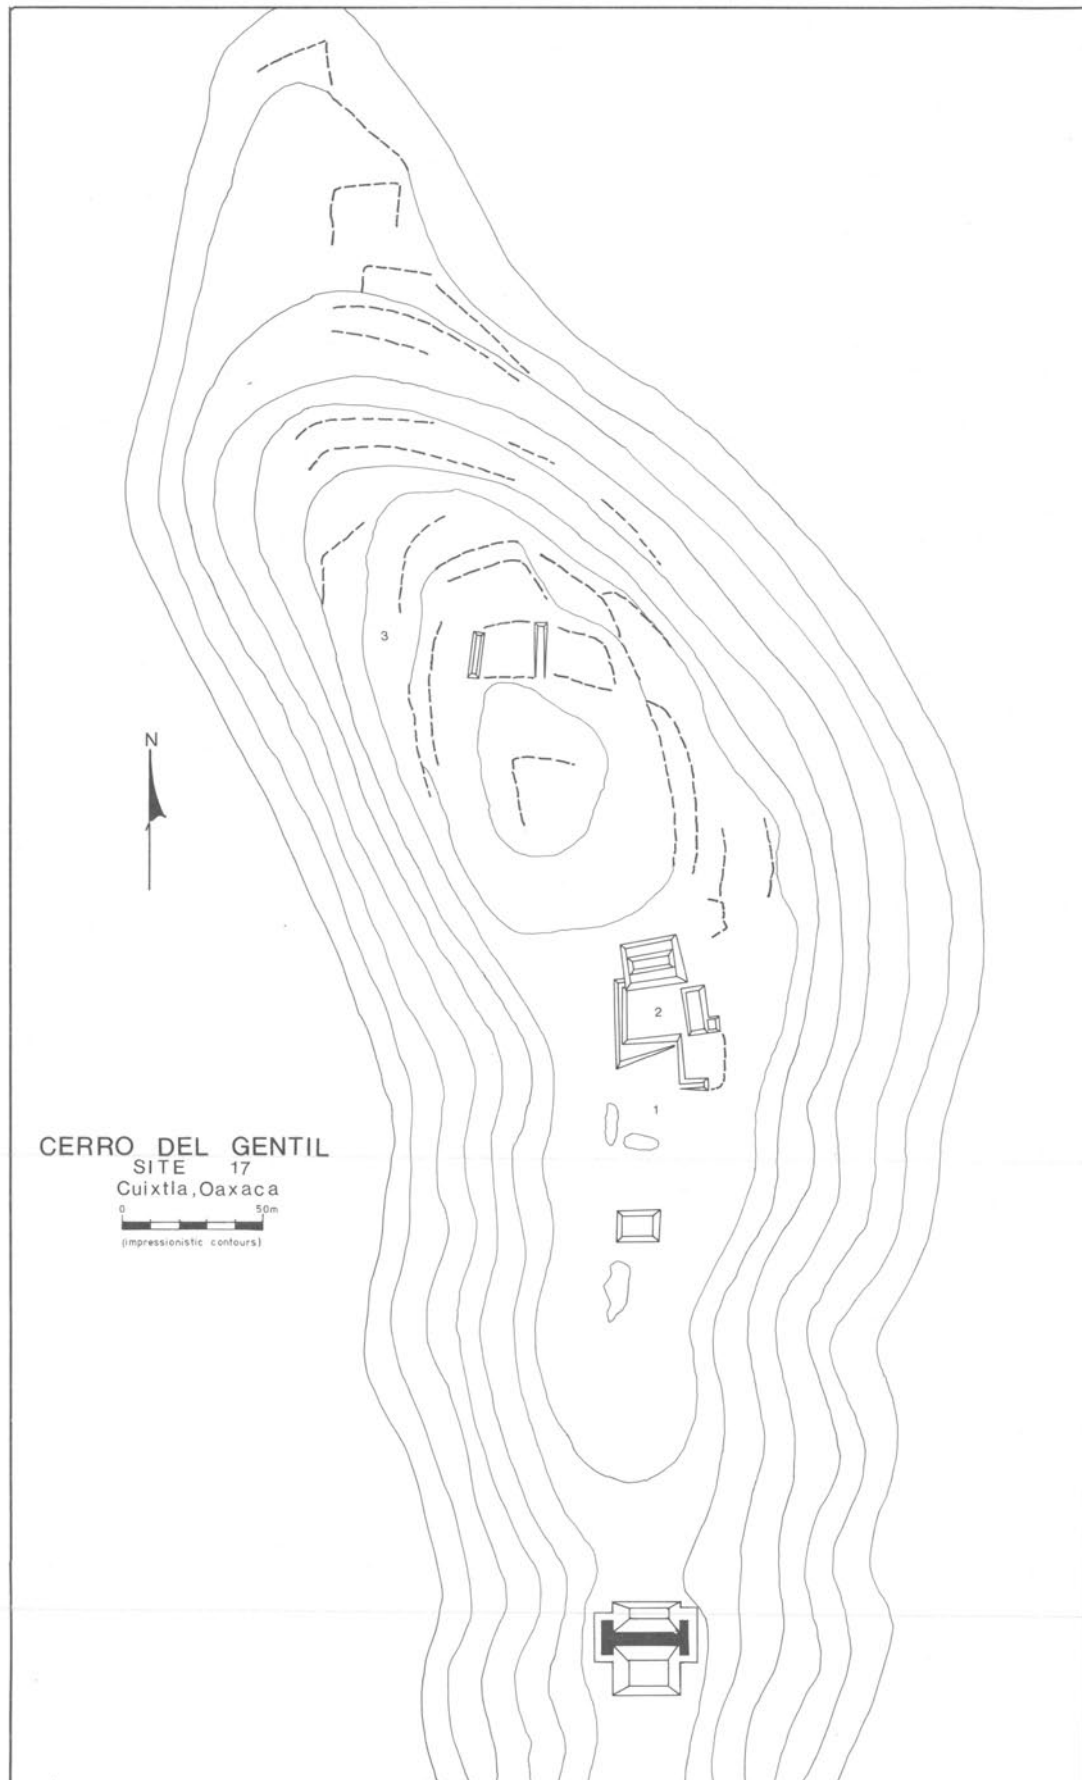 3
N
2
1
CERRO DEL GENTIL
SITE 17
Cuixtla, Oaxaca
0 50m
(impressionistic contours)